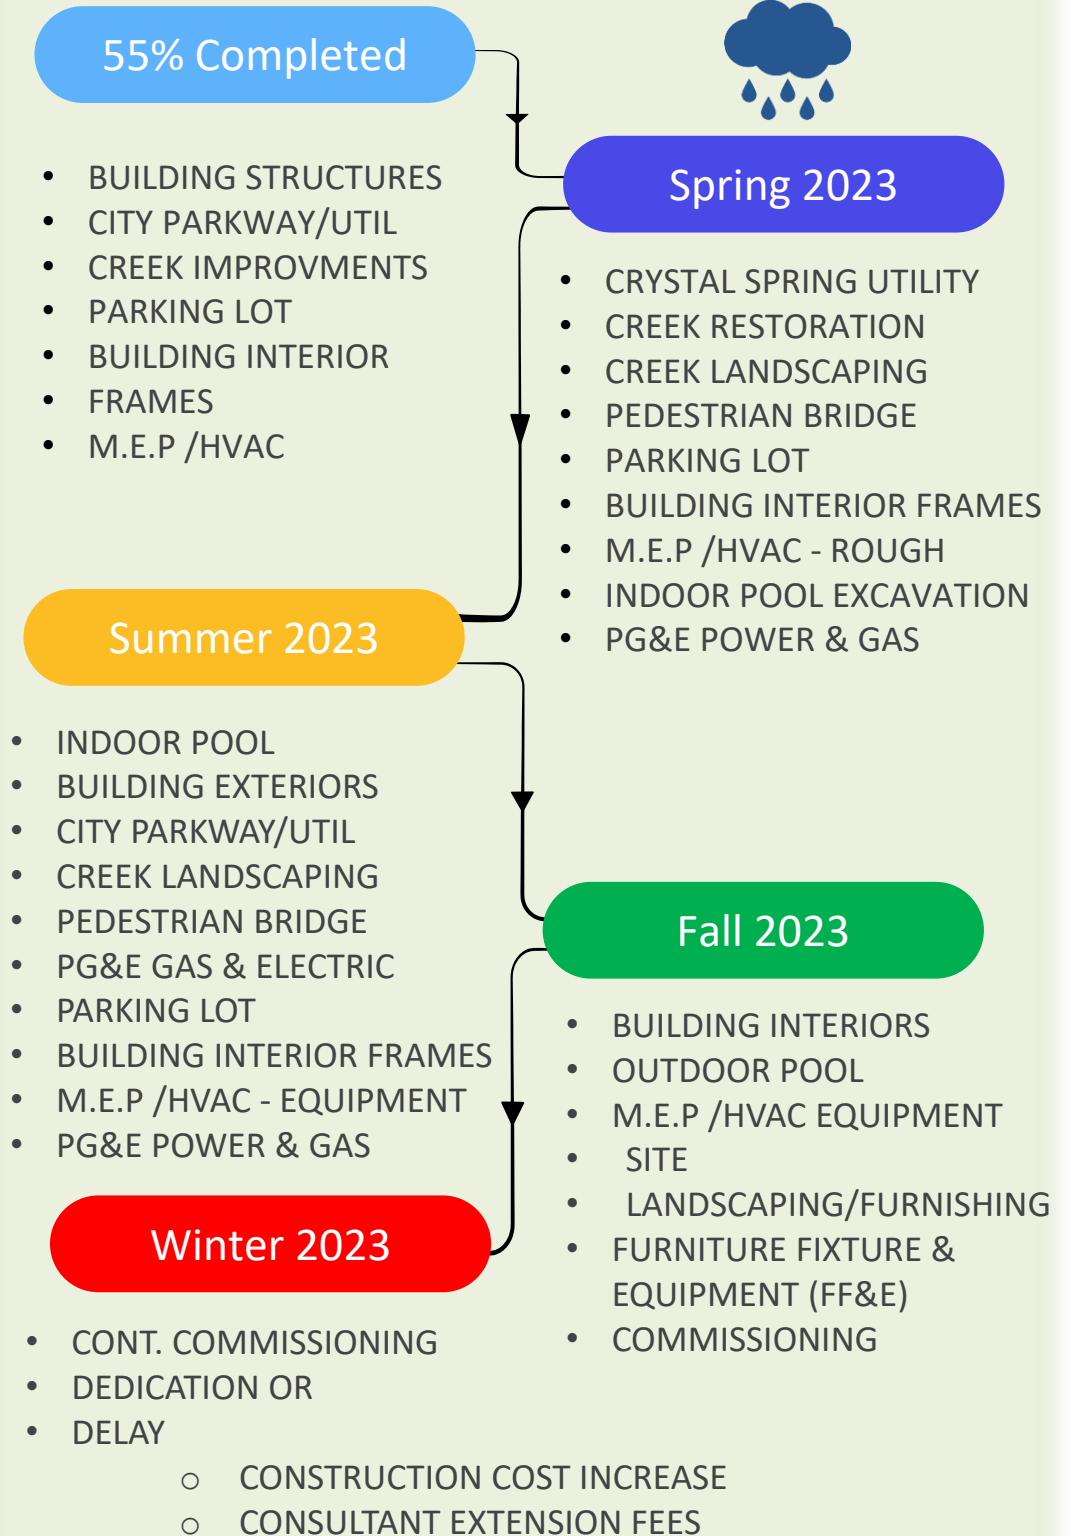 55% Completed
• BUILDING STRUCTURES
• CITY PARKWAY/UTIL
• CREEK IMPROVMENTS
• PARKING LOT
• BUILDING INTERIOR
• FRAMES
• M.E.P /HVAC
Spring 2023
• CRYSTAL SPRING UTILITY
• CREEK RESTORATION
• CREEK LANDSCAPING
• PEDESTRIAN BRIDGE
• PARKING LOT
• BUILDING INTERIOR FRAMES
• M.E.P /HVAC - ROUGH
• INDOOR POOL EXCAVATION
• PG&E POWER & GAS
Summer 2023
• INDOOR POOL
• BUILDING EXTERIORS
• CITY PARKWAY/UTIL
• CREEK LANDSCAPING
• PEDESTRIAN BRIDGE
• PG&E GAS & ELECTRIC
• PARKING LOT
• BUILDING INTERIOR FRAMES
• M.E.P /HVAC - EQUIPMENT
• PG&E POWER & GAS
Fall 2023
• BUILDING INTERIORS
• OUTDOOR POOL
• M.E.P /HVAC EQUIPMENT
• SITE
• LANDSCAPING/FURNISHING
• FURNITURE FIXTURE &
EQUIPMENT (FF&E)
• COMMISSIONING
Winter 2023
• CONT. COMMISSIONING
• DEDICATION OR
• DELAY
o CONSTRUCTION COST INCREASE
o CONSULTANT EXTENSION FEES